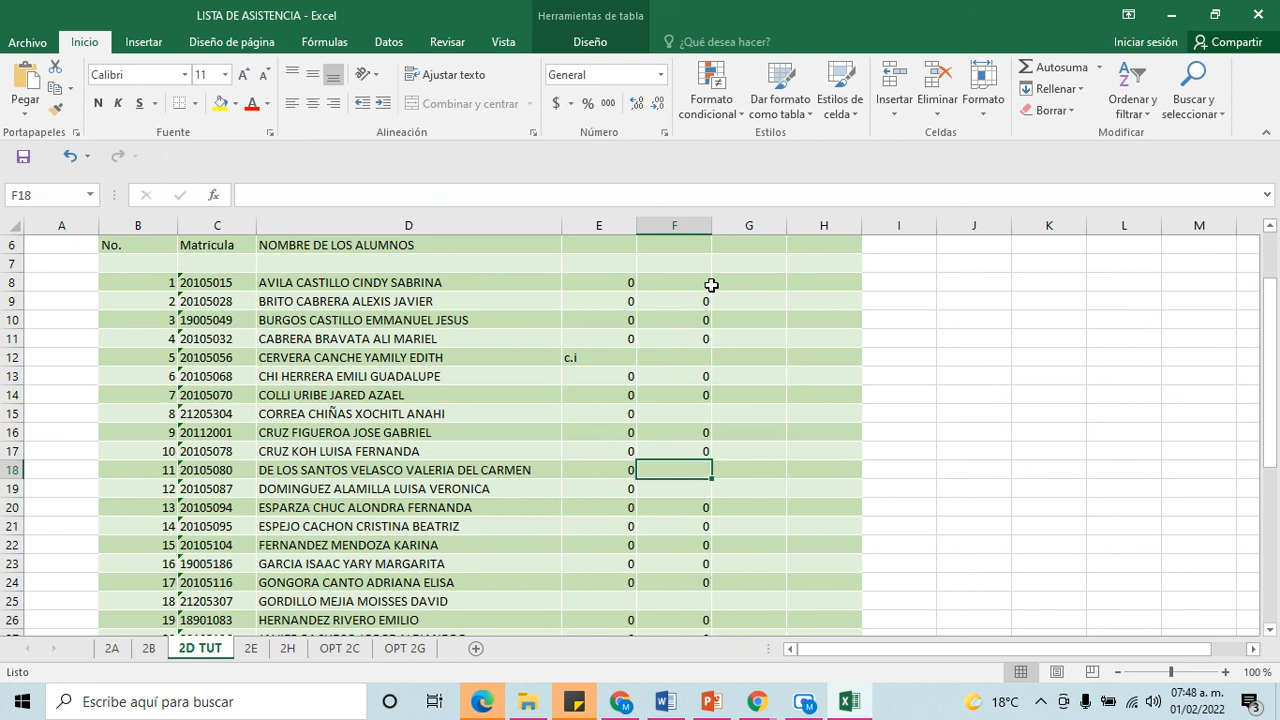 LISTA DE ASISTENCIA - Excel
Herramientas de tabla
Archivo Inicio Insertar Diseño de página Fórmulas Datos Revisar Vista Diseño ¿Qué desea hacer? Iniciar sesión Compartir
Calibri 11 Ajustar texto General Autosuma
Rellenar
Pegar N K S Combinar y centrar $ % 000 Formato condicional Dar formato como tabla Estilos de celda Insertar Eliminar Formato Borrar Ordenar y filtrar Buscar y seleccionar
Portapapeles Fuente Alineación Número Estilos Celdas Modificar
F18 fx
A B C D E F G H I J K L M
6 No. Matricula NOMBRE DE LOS ALUMNOS
7
8 1 20105015 AVILA CASTILLO CINDY SABRINA 0
9 2 20105028 BRITO CABRERA ALEXIS JAVIER 0 0
10 3 19005049 BURGOS CASTILLO EMMANUEL JESUS 0 0
11 4 20105032 CABRERA BRAVATA ALI MARIEL 0 0
12 5 20105056 CERVERA CANCHE YAMILY EDITH c.i
13 6 20105068 CHI HERRERA EMILI GUADALUPE 0 0
14 7 20105070 COLLI URIBE JARED AZAEL 0 0
15 8 21205304 CORREA CHIÑAS XOCHITL ANAHI 0
16 9 20112001 CRUZ FIGUEROA JOSE GABRIEL 0 0
17 10 20105078 CRUZ KOH LUISA FERNANDA 0 0
18 11 20105080 DE LOS SANTOS VELASCO VALERIA DEL CARMEN 0
19 12 20105087 DOMINGUEZ ALAMILLA LUISA VERONICA 0
20 13 20105094 ESPARZA CHUC ALONDRA FERNANDA 0 0
21 14 20105095 ESPEJO CACHON CRISTINA BEATRIZ 0 0
22 15 20105104 FERNANDEZ MENDOZA KARINA 0 0
23 16 19005186 GARCIA ISAAC YARY MARGARITA 0 0
24 17 20105116 GONGORA CANTO ADRIANA ELISA 0 0
25 18 21205307 GORDILLO MEJIA MOISSES DAVID
26 19 18901083 HERNANDEZ RIVERO EMILIO 0 0
2A 2B 2D TUT 2E 2H OPT 2C OPT 2G
Listo 100 %
Escribe aquí para buscar 18°C 07:48 a. m.
01/02/2022 3